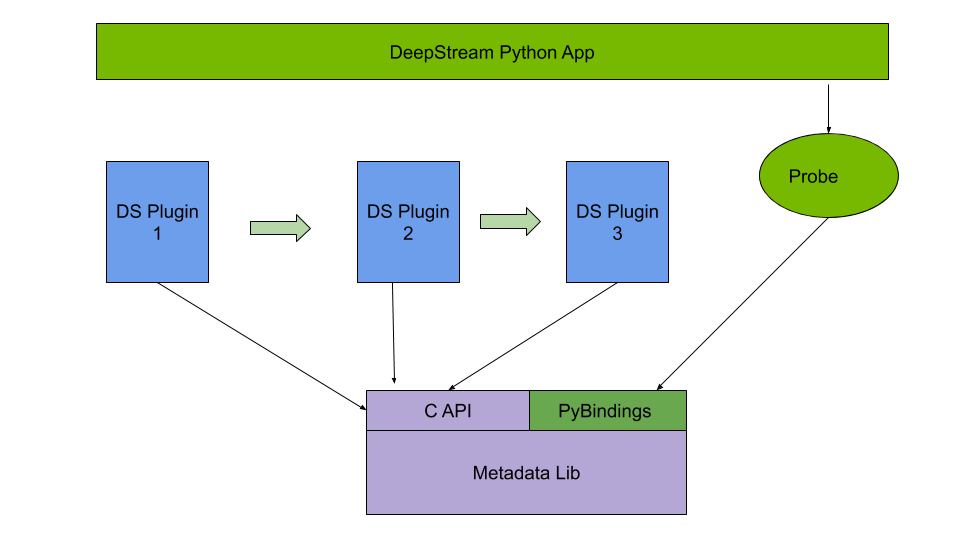 DeepStream Python App
Probe
DS Plugin
1
DS Plugin
2
DS Plugin
3
C API
PyBindings
Metadata Lib